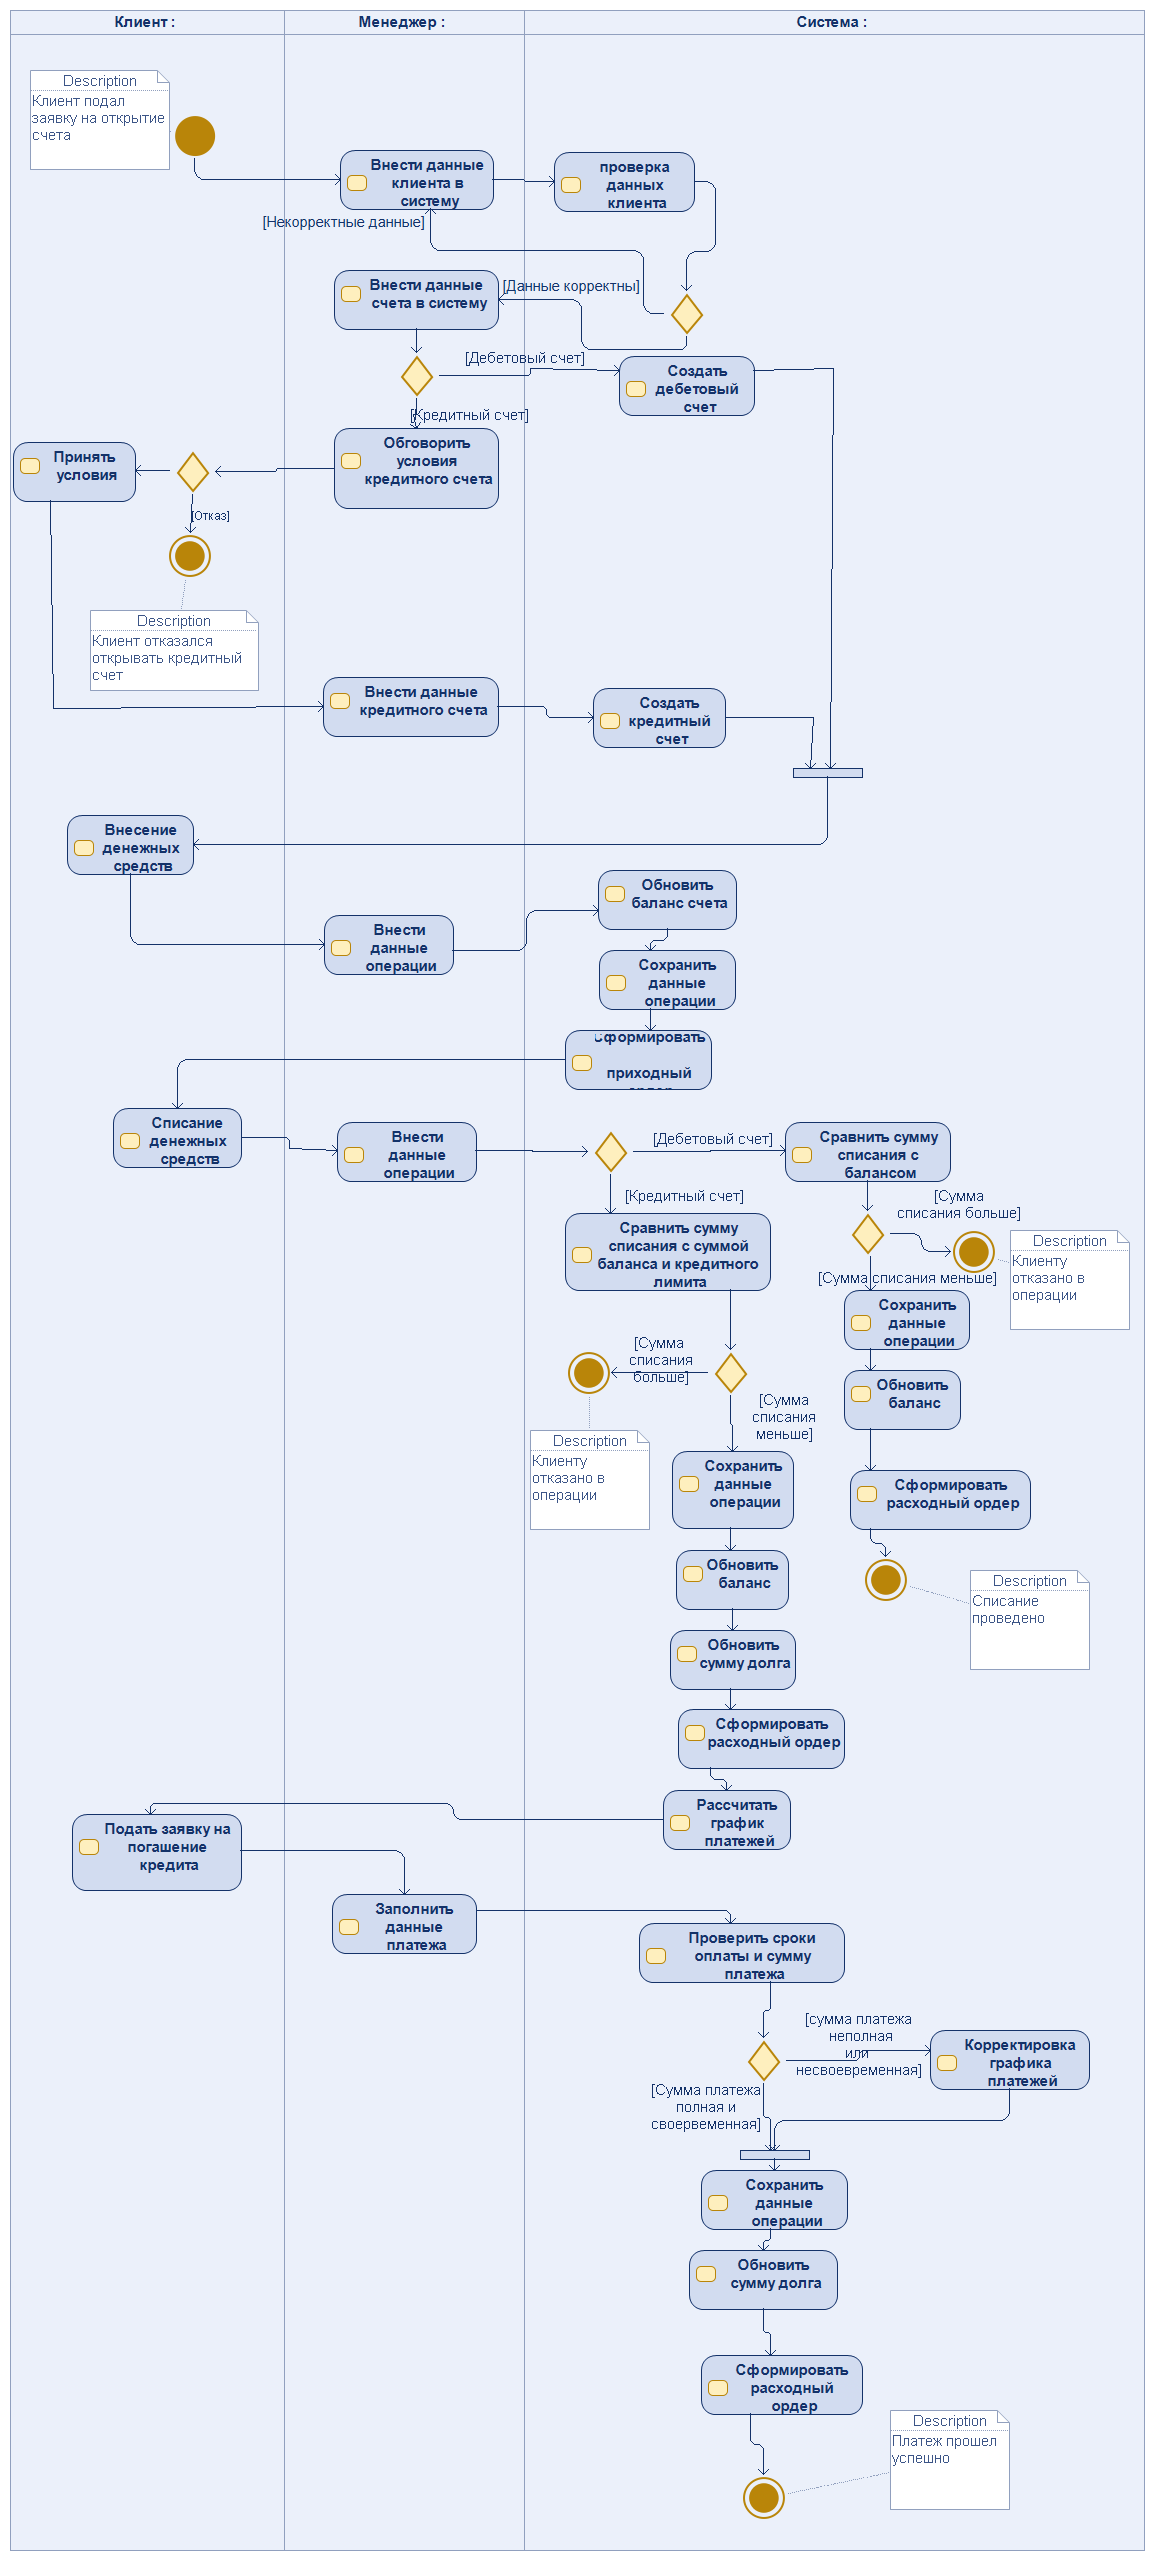 Клиент :
Менеджер :
Система :
Description
Клиент подал
заявку на открытие
счета
Внести данные
клиента в
систему
проверка
данных
клиента
[Некорректные данные]
Внести данные
счета в систему
[Данные корректны]
[Дебетовый счет]
Создать
дебетовый
счет
[Кредитный счет]
Обговорить
условия
кредитного счета
Принять
условия
[Отказ]
Description
Клиент отказался
открывать кредитный
счет
Внести данные
кредитного счета
Создать
кредитный
счет
Внесение
денежных
средств
Обновить
баланс счета
Внести
данные
операции
Сохранить
данные
операции
Сформировать
приходный
ордер
Списание
денежных
средств
Внести
данные
операции
[Дебетовый счет]
Сравнить сумму
списания с
балансом
[Кредитный счет]
[Сумма
списания больше]
Сравнить сумму
списания с суммой
баланса и кредитного
лимита
Description
Клиенту
отказано в
операции
[Сумма списания меньше]
Сохранить
данные
операции
[Сумма
списания
больше]
Обновить
баланс
[Сумма
списания
меньше]
Description
Клиенту
отказано в
операции
Сохранить
данные
операции
Сформировать
расходный ордер
Обновить
баланс
Description
Списание
проведено
Обновить
сумму долга
Сформировать
расходный ордер
Рассчитать
график
платежей
Подать заявку на
погашение
кредита
Заполнить
данные
платежа
Проверить сроки
оплаты и сумму
платежа
[сумма платежа
неполная
или
несвоевременная]
Корректировка
графика
платежей
[Сумма платежа
полная и
своервеменная]
Сохранить
данные
операции
Обновить
сумму долга
Сформировать
расходный
ордер
Description
Платеж прошел
успешно